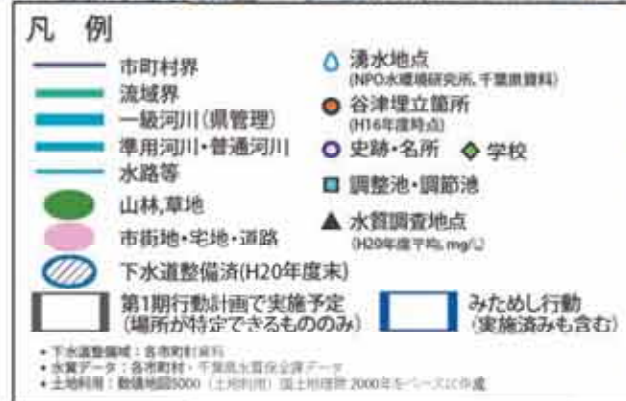 凡 例
市町村界
流域界
一級河川(県管理)
準用河川・普通河川
水路等
山林,草地
市街地・宅地・道路
下水道整備済(H20年度末)
第1期行動計画で実施予定
(場所が特定できるもののみ)
湧水地点
(NPO水環境研究所、千葉県資料)
谷津埋立箇所
(H16年度時点)
史跡・名所
学校
調整池・調節池
水質調査地点
(H20年度平均、mg/L)
みためし行動
(実施済みも含む)
• 下水道整備域:各市町村資料
• 水質データ:各市町村・千葉県水質保全課データ
• 土地利用:数値地図5000(土地利用)国土地理院 2000年をベースに作成